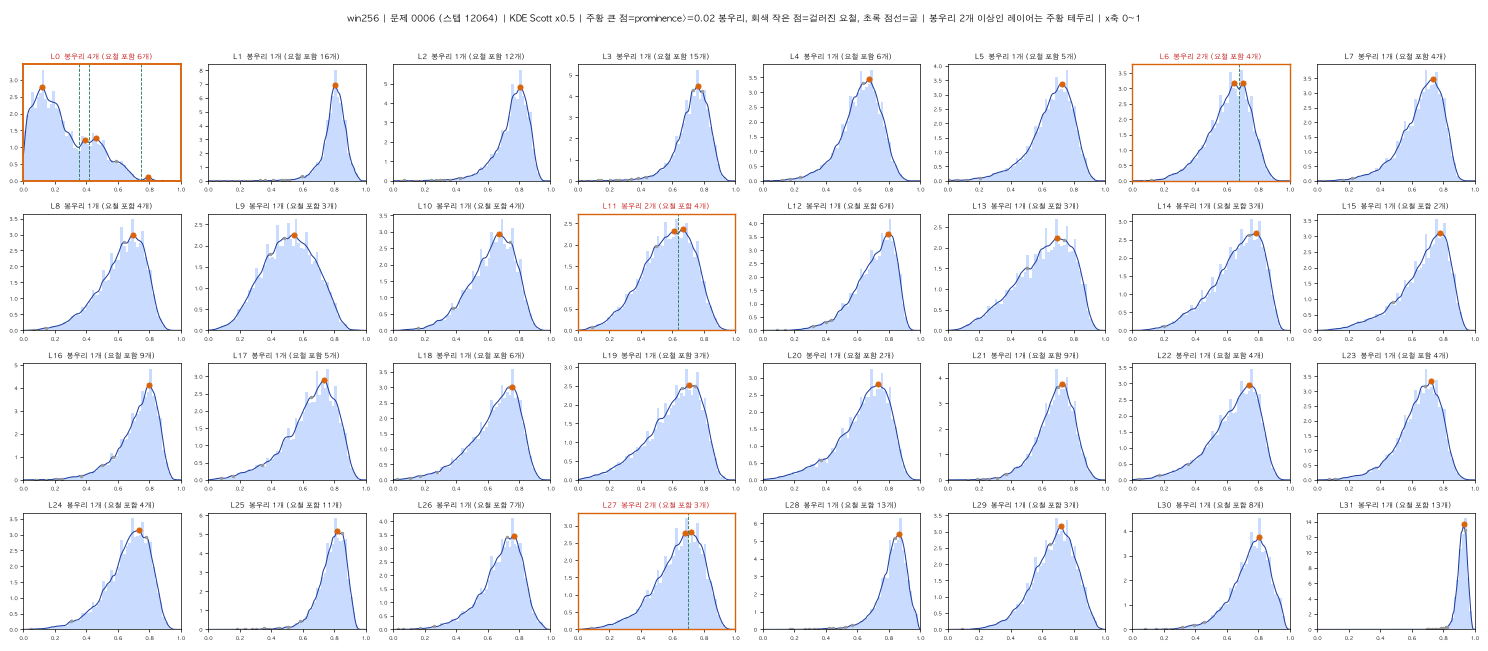 win256 | 문제 0006 (스텝 12064) | KDE Scott x0.5 | 주황 큰 점=prominence>=0.02 봉우리, 회색 작은 점=걸러진 요철, 초록 점선=골 | 봉우리 2개 이상인 레이어는 주황 테두리 | x축 0~1
L0 봉우리 4개 (요철 포함 6개)
L1 봉우리 1개 (요철 포함 16개)
L2 봉우리 1개 (요철 포함 12개)
L3 봉우리 1개 (요철 포함 15개)
L4 봉우리 1개 (요철 포함 6개)
L5 봉우리 1개 (요철 포함 5개)
L6 봉우리 2개 (요철 포함 4개)
L7 봉우리 1개 (요철 포함 4개)
L8 봉우리 1개 (요철 포함 4개)
L9 봉우리 1개 (요철 포함 3개)
L10 봉우리 1개 (요철 포함 4개)
L11 봉우리 2개 (요철 포함 4개)
L12 봉우리 1개 (요철 포함 6개)
L13 봉우리 1개 (요철 포함 3개)
L14 봉우리 1개 (요철 포함 3개)
L15 봉우리 1개 (요철 포함 2개)
L16 봉우리 1개 (요철 포함 9개)
L17 봉우리 1개 (요철 포함 5개)
L18 봉우리 1개 (요철 포함 6개)
L19 봉우리 1개 (요철 포함 3개)
L20 봉우리 1개 (요철 포함 2개)
L21 봉우리 1개 (요철 포함 9개)
L22 봉우리 1개 (요철 포함 4개)
L23 봉우리 1개 (요철 포함 4개)
L24 봉우리 1개 (요철 포함 4개)
L25 봉우리 1개 (요철 포함 11개)
L26 봉우리 1개 (요철 포함 7개)
L27 봉우리 2개 (요철 포함 3개)
L28 봉우리 1개 (요철 포함 13개)
L29 봉우리 1개 (요철 포함 3개)
L30 봉우리 1개 (요철 포함 8개)
L31 봉우리 1개 (요철 포함 13개)